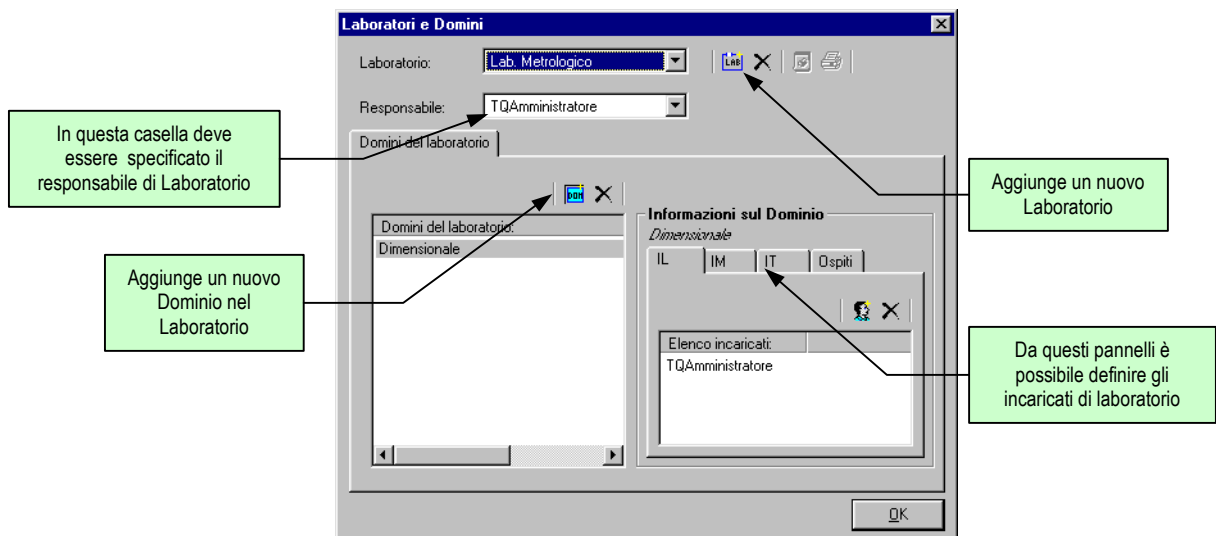 Laboratori e Domini
Laboratorio:
Lab. Metrologico
LAB
Responsabile:
TQAmministratore
In questa casella deve
essere specificato il
responsabile di Laboratorio
Domini del laboratorio
Aggiunge un nuovo
Laboratorio
DOM
Domini del laboratorio:
Dimensionale
Informazioni sul Dominio
Dimensionale
IL
IM
IT
Ospiti
Aggiunge un nuovo
Dominio nel
Laboratorio
Elenco incaricati:
TQAmministratore
Da questi pannelli è
possibile definire gli
incaricati di laboratorio
OK